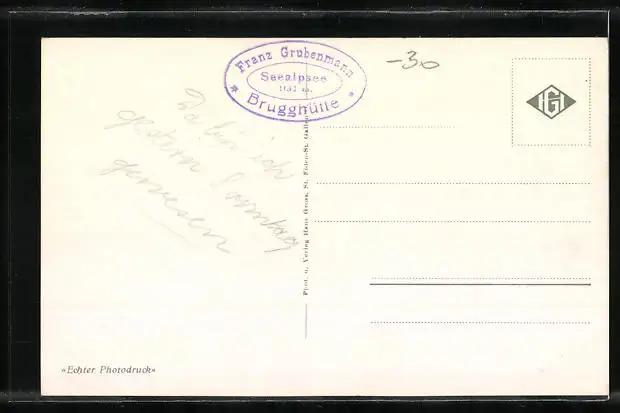 Franz Grubenmann
Seealpsee
1142 m.
* Brugghütte *
-30
HGT
Da bin ich
gestern Sonntag
gewesen
Phot. u. Verlag Hans Gross, St. Fiden-St. Gallen
«Echter Photodruck»